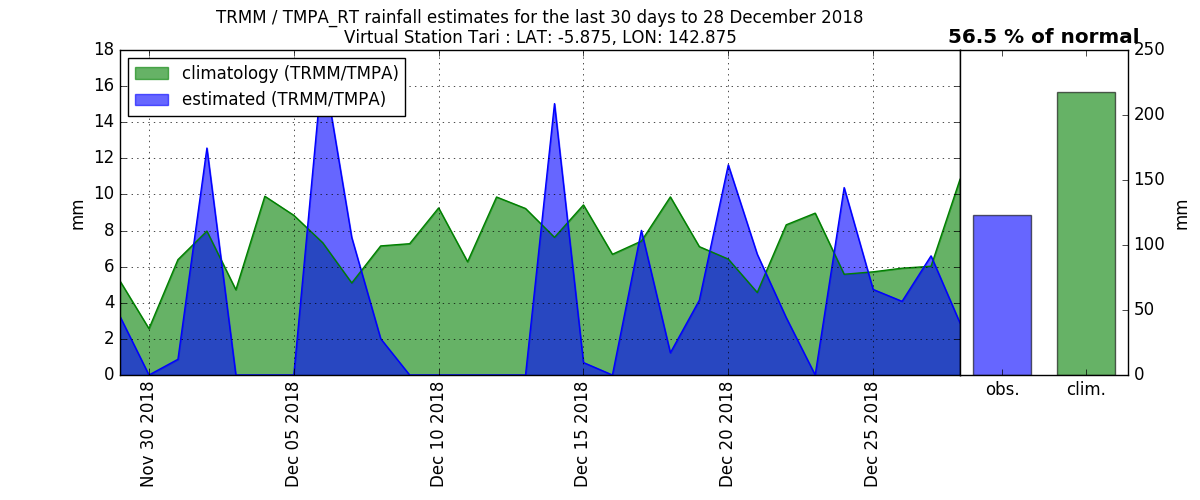 TRMM / TMPA_RT rainfall estimates for the last 30 days to 28 December 2018
Virtual Station Tari : LAT: -5.875, LON: 142.875
56.5 % of normal
climatology (TRMM/TMPA)
estimated (TRMM/TMPA)
18
16
14
12
10
8
6
4
2
0
mm
250
200
150
100
50
0
mm
Nov 30 2018
Dec 05 2018
Dec 10 2018
Dec 15 2018
Dec 20 2018
Dec 25 2018
obs.
clim.